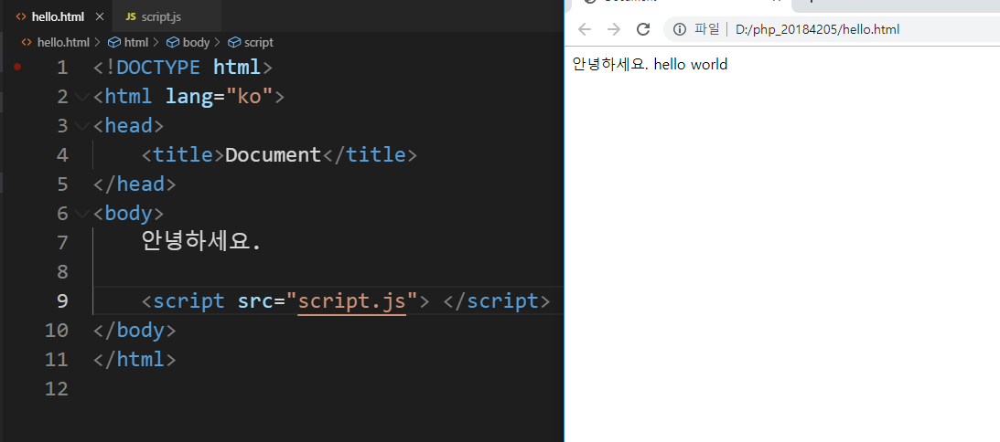 hello.html
JS script.js
hello.html > html > body > script
파일 | D:/php_20184205/hello.html
안녕하세요. hello world
1 <!DOCTYPE html>
2 <html lang="ko">
3 <head>
4 <title>Document</title>
5 </head>
6 <body>
7 안녕하세요.
8
9 <script src="script.js"> </script>
10 </body>
11 </html>
12